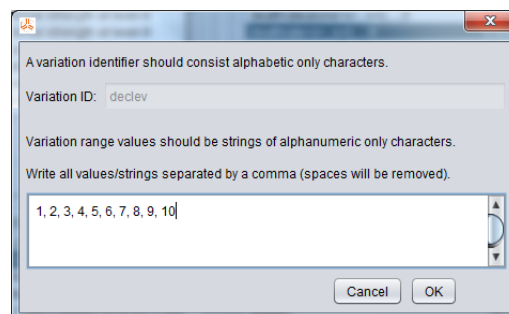 A variation identifier should consist alphabetic only characters.
Variation ID: declev
Variation range values should be strings of alphanumeric only characters.
Write all values/strings separated by a comma (spaces will be removed).
1, 2, 3, 4, 5, 6, 7, 8, 9, 10
Cancel OK